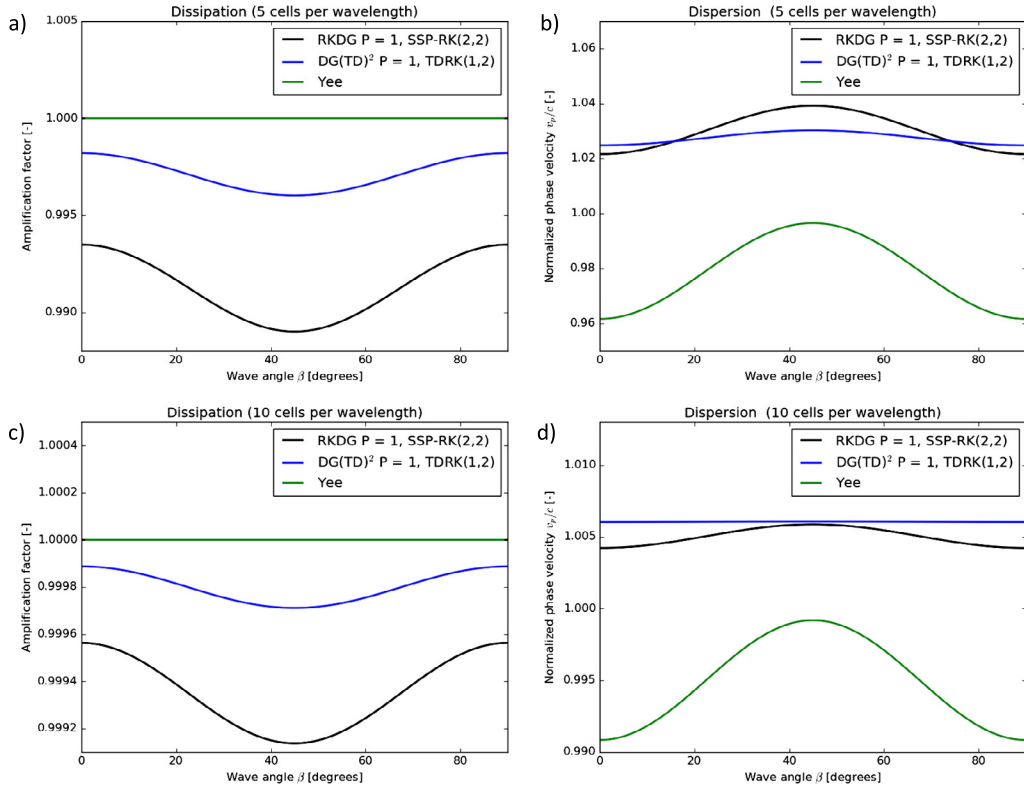 a)
Dissipation (5 cells per wavelength)
RKDG P = 1, SSP-RK(2,2)
DG(TD)² P = 1, TDRK(1,2)
Yee
1.005
1.000
0.995
0.990
Amplification factor [-]
0 20 40 60 80
Wave angle β [degrees]
b)
Dispersion (5 cells per wavelength)
RKDG P = 1, SSP-RK(2,2)
DG(TD)² P = 1, TDRK(1,2)
Yee
1.06
1.04
1.02
1.00
0.98
0.96
Normalized phase velocity vₚ/c [-]
0 20 40 60 80
Wave angle β [degrees]
c)
Dissipation (10 cells per wavelength)
RKDG P = 1, SSP-RK(2,2)
DG(TD)² P = 1, TDRK(1,2)
Yee
1.0004
1.0002
1.0000
0.9998
0.9996
0.9994
0.9992
Amplification factor [-]
0 20 40 60 80
Wave angle β [degrees]
d)
Dispersion (10 cells per wavelength)
RKDG P = 1, SSP-RK(2,2)
DG(TD)² P = 1, TDRK(1,2)
Yee
1.010
1.005
1.000
0.995
0.990
Normalized phase velocity vₚ/c [-]
0 20 40 60 80
Wave angle β [degrees]